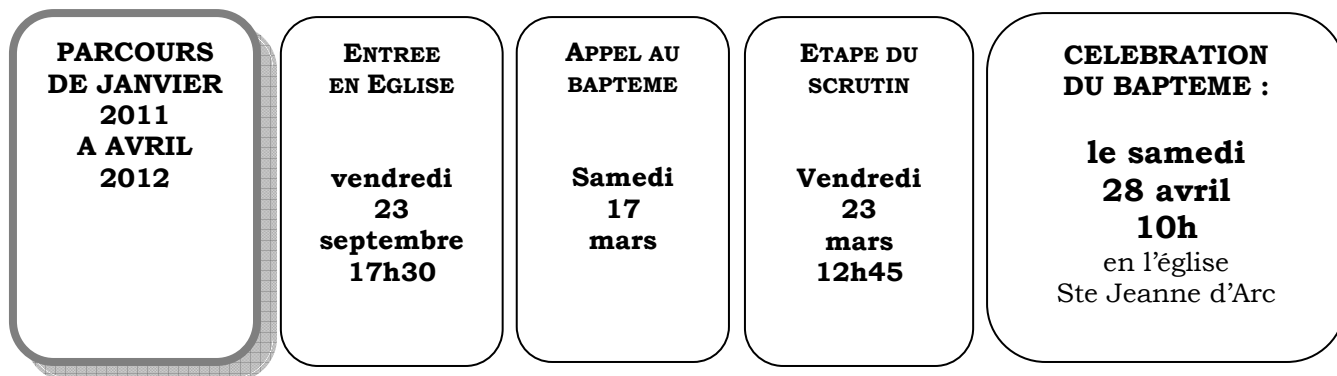 PARCOURS
DE JANVIER
2011
A AVRIL
2012
ENTREE
EN EGLISE
vendredi
23
septembre
17h30
APPEL AU
BAPTEME
Samedi
17
mars
ETAPE DU
SCRUTIN
Vendredi
23
mars
12h45
CELEBRATION
DU BAPTEME :
le samedi
28 avril
10h
en l’église
Ste Jeanne d’Arc